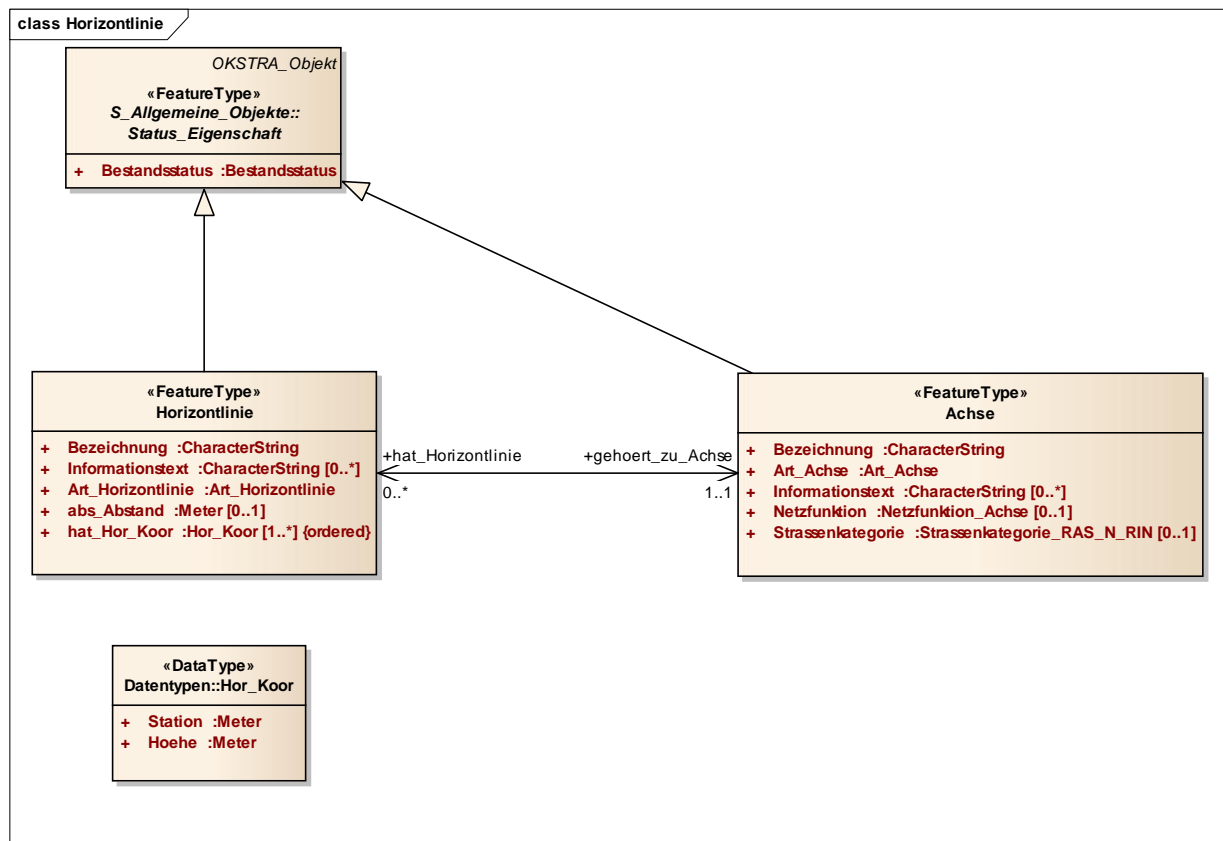 class Horizontlinie
OKSTRA_Objekt
«FeatureType»
S_Allgemeine_Objekte::
Status_Eigenschaft
+ Bestandsstatus :Bestandsstatus
«FeatureType»
Horizontlinie
+ Bezeichnung :CharacterString
+ Informationstext :CharacterString [0..*]
+ Art_Horizontlinie :Art_Horizontlinie
+ abs_Abstand :Meter [0..1]
+ hat_Hor_Koor :Hor_Koor [1..*] {ordered}
+hat_Horizontlinie
0..*
+gehoert_zu_Achse
1..1
«FeatureType»
Achse
+ Bezeichnung :CharacterString
+ Art_Achse :Art_Achse
+ Informationstext :CharacterString [0..*]
+ Netzfunktion :Netzfunktion_Achse [0..1]
+ Strassenkategorie :Strassenkategorie_RAS_N_RIN [0..1]
«DataType»
Datentypen::Hor_Koor
+ Station :Meter
+ Hoehe :Meter